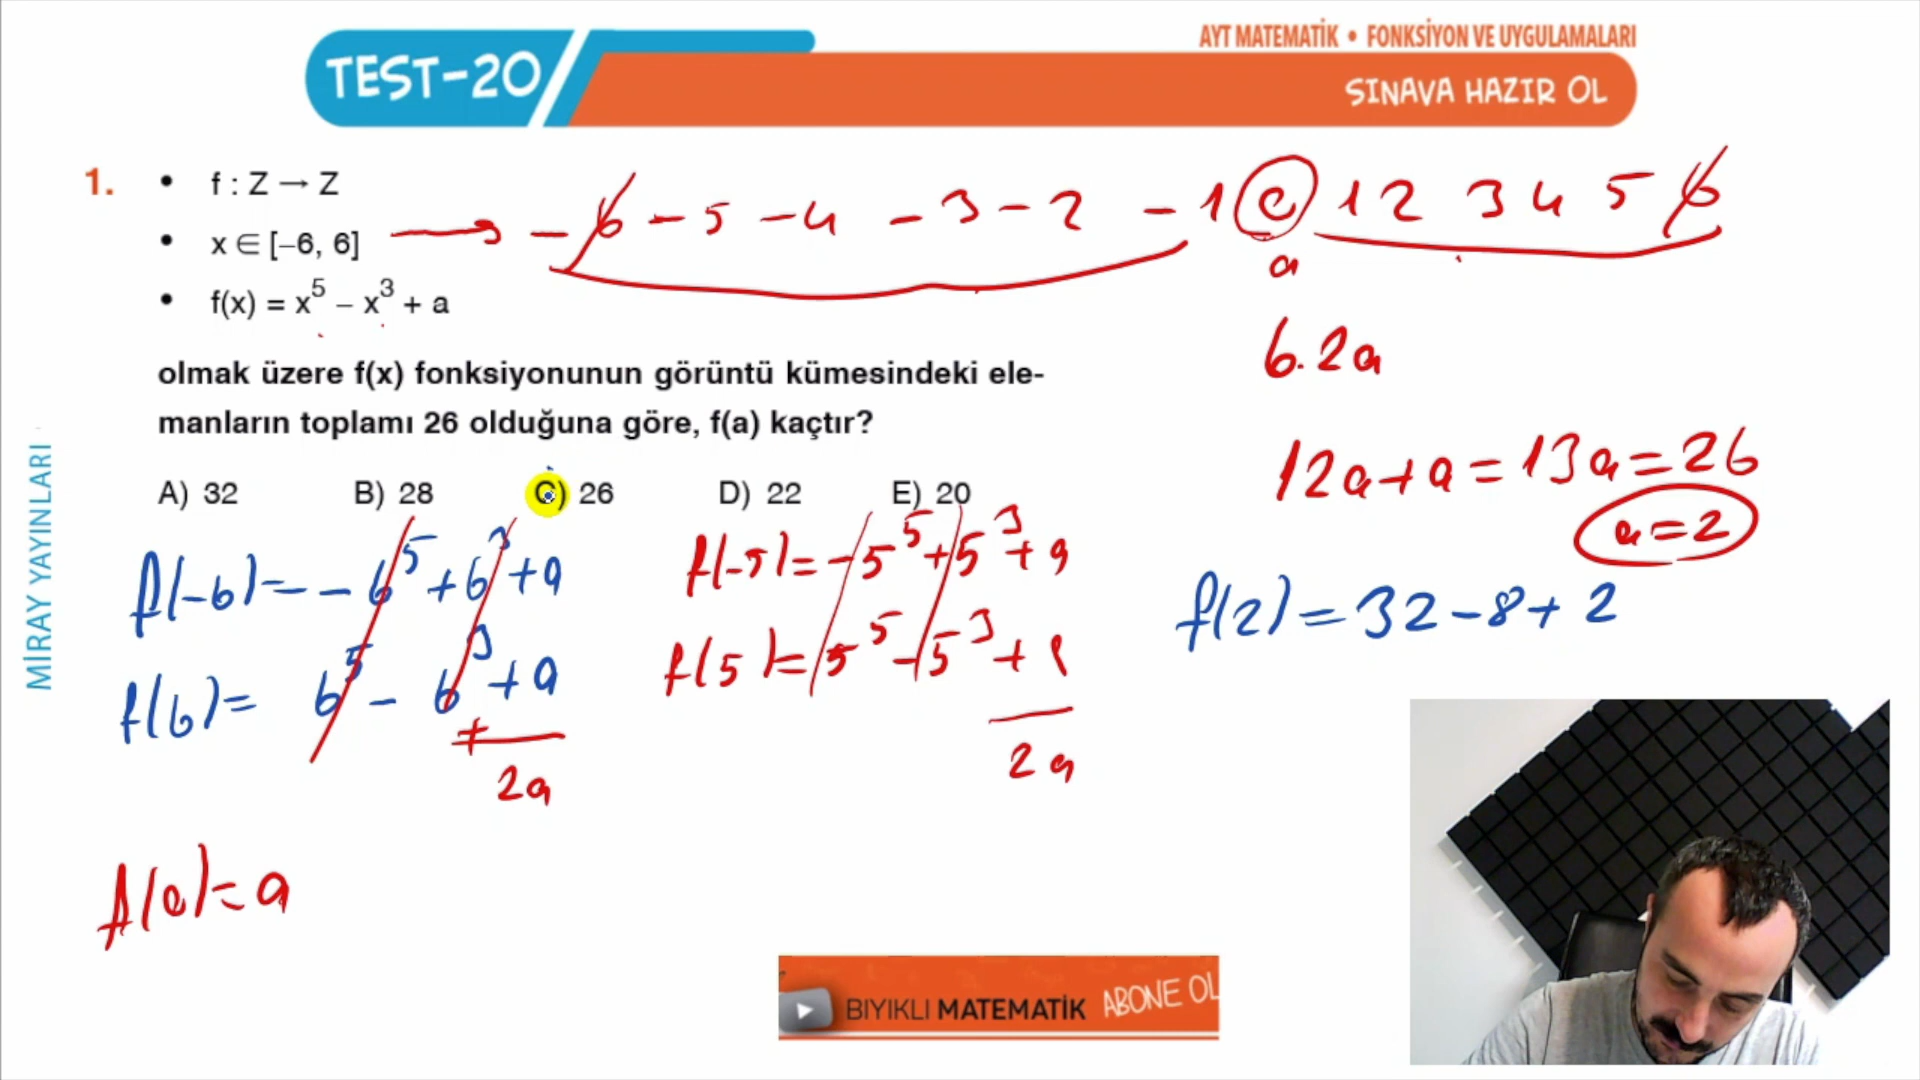 TEST-20
AYT MATEMATİK • FONKSİYON VE UYGULAMALARI
SINAVA HAZIR OL
1. • f : Z → Z
• x ∈ [–6, 6]
→ -6 -5 -4 -3 -2 -1 0 1 2 3 4 5 6
a
• f(x) = x⁵ – x³ + a
6.2a
olmak üzere f(x) fonksiyonunun görüntü kümesindeki ele-
manların toplamı 26 olduğuna göre, f(a) kaçtır?
A) 32 B) 28 C) 26 D) 22 E) 20
12a+a=13a=26
a=2
f(-6)=-6⁵+6³+a
f(6)= 6⁵-6³+a
+
2a
f(-5)=-5⁵+5³+a
f(5)=5⁵-5³+a
2a
f(2)=32-8+2
f(0)=a
MİRAY YAYINLARI
BIYIKLI MATEMATİK ABONE OL